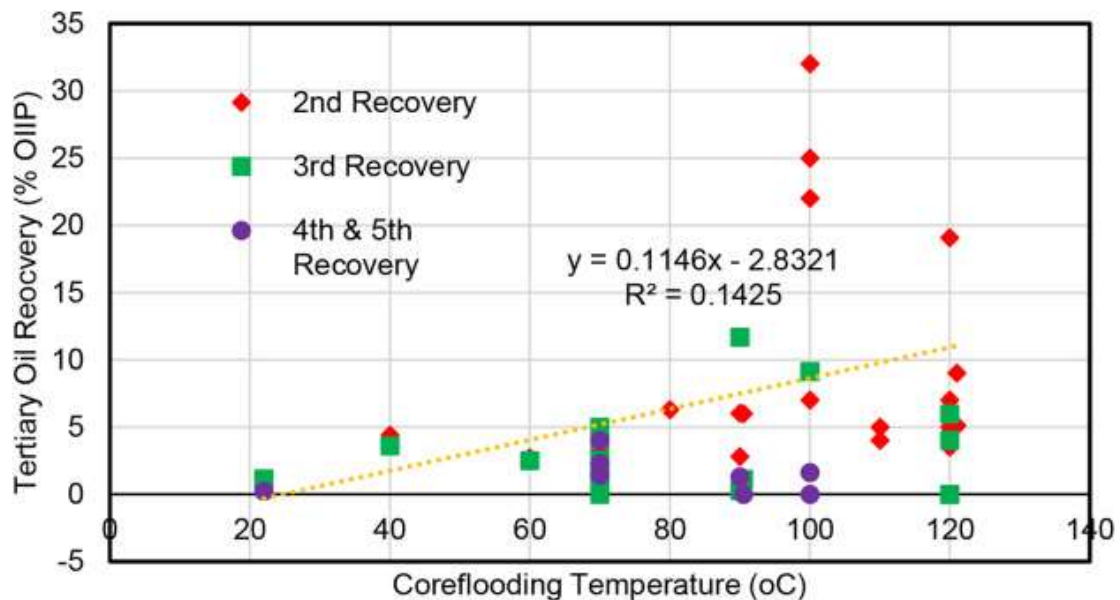 35
30
25
20
15
10
5
0
-5
Tertiary Oil Reocvery (% OIIP)
2nd Recovery
3rd Recovery
4th & 5th
Recovery
y = 0.1146x - 2.8321
R² = 0.1425
0 20 40 60 80 100 120 140
Coreflooding Temperature (oC)